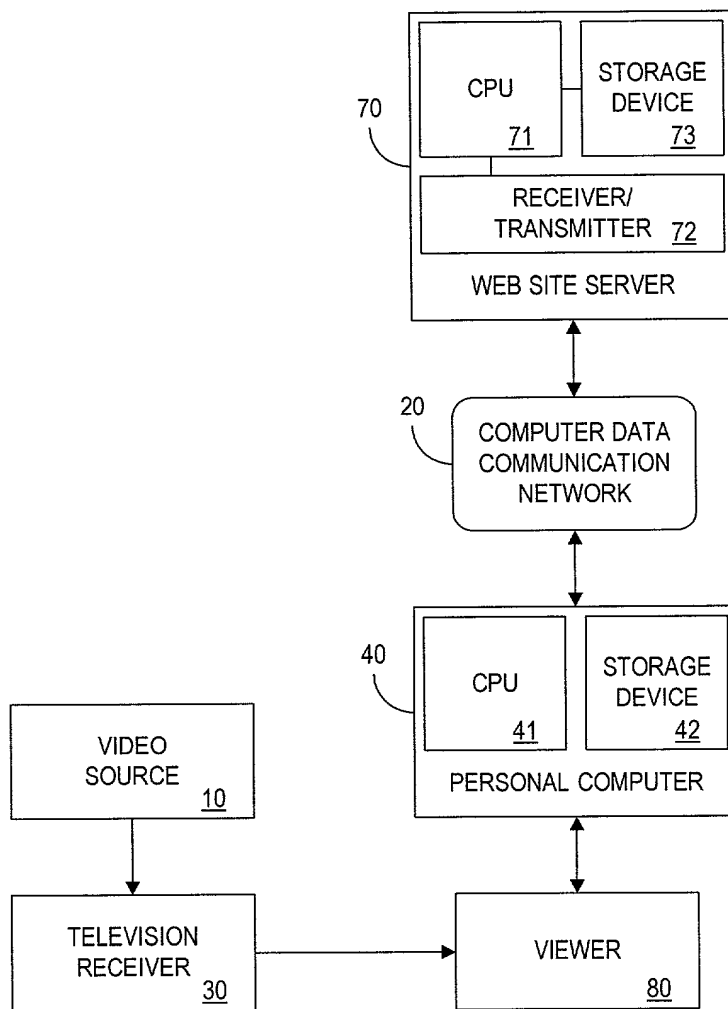 CPU
71
STORAGE
DEVICE
73
70
RECEIVER/
TRANSMITTER
72
WEB SITE SERVER
20
COMPUTER DATA
COMMUNICATION
NETWORK
40
CPU
41
STORAGE
DEVICE
42
PERSONAL COMPUTER
VIDEO
SOURCE
10
TELEVISION
RECEIVER
30
VIEWER
80